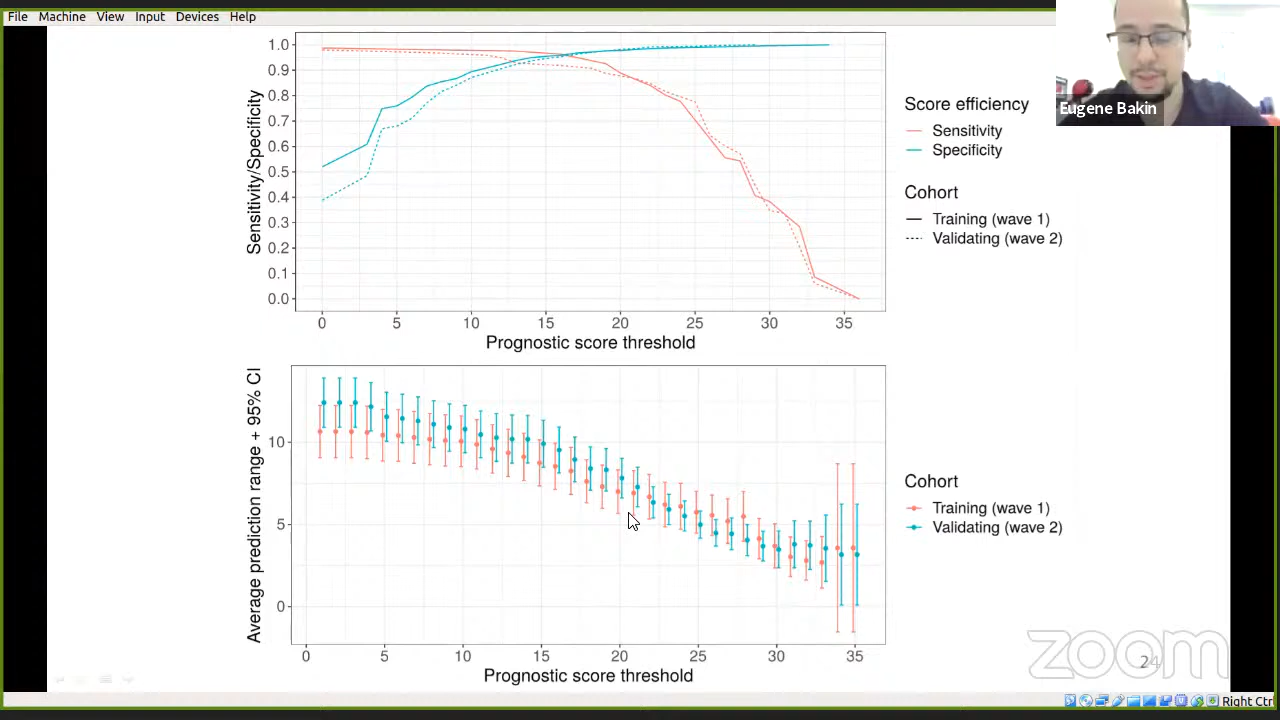 File Machine View Input Devices Help
Eugene Bakin
Sensitivity/Specificity
1.0
0.9
0.8
0.7
0.6
0.5
0.4
0.3
0.2
0.1
0.0
0 5 10 15 20 25 30 35
Prognostic score threshold
Score efficiency
Sensitivity
Specificity
Cohort
Training (wave 1)
Validating (wave 2)
Average prediction range + 95% CI
10
5
0
0 5 10 15 20 25 30 35
Prognostic score threshold
Cohort
Training (wave 1)
Validating (wave 2)
zoom
24
Right Ctrl